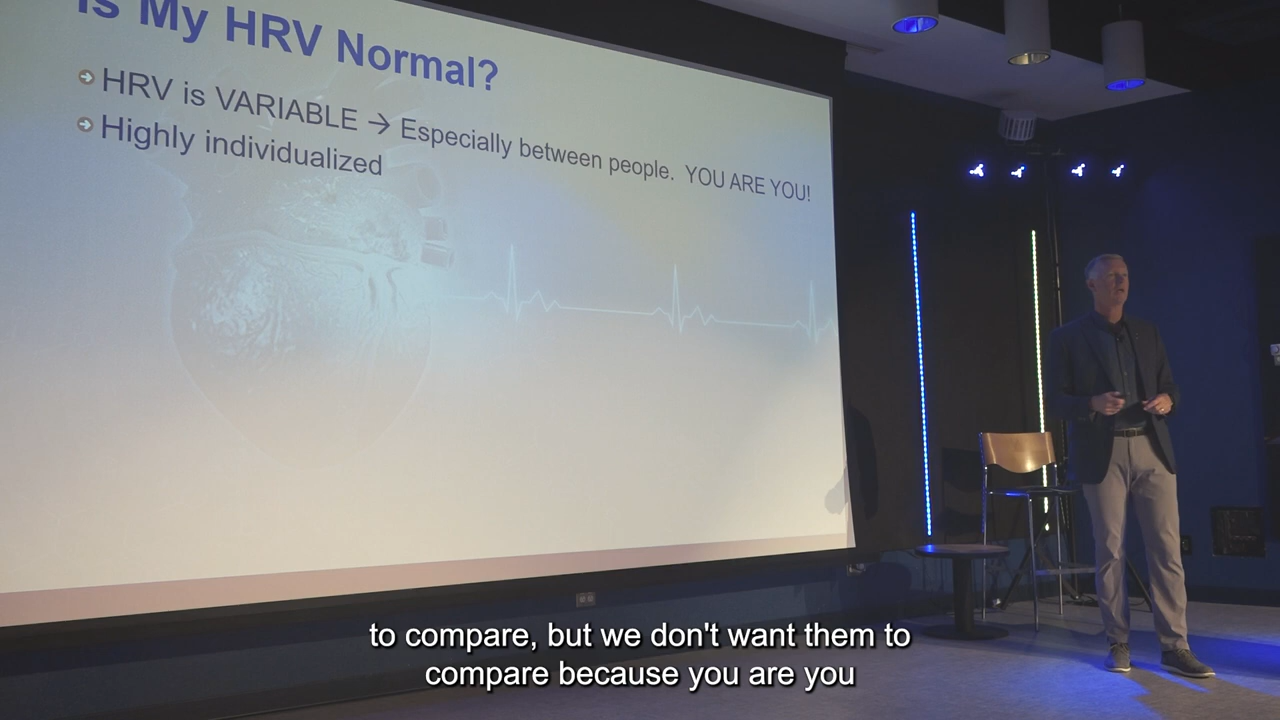 Is My HRV Normal?
HRV is VARIABLE → Especially between people. YOU ARE YOU!
Highly individualized
to compare, but we don't want them to
compare because you are you